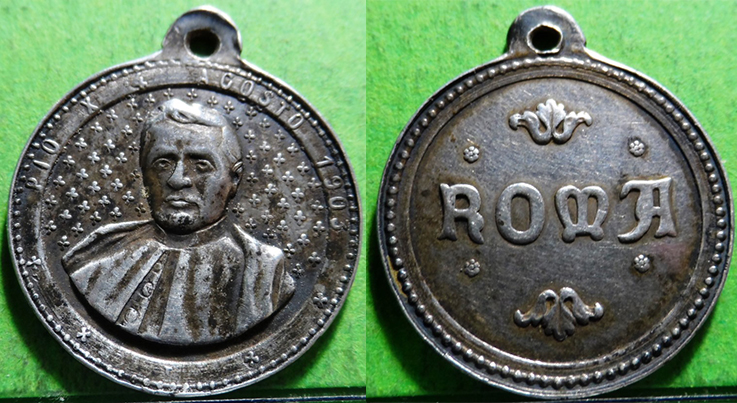 PIO X 4 AGOSTO 1903
ROMA